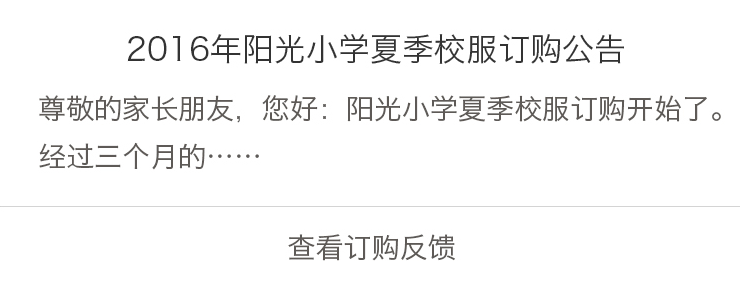 2016年阳光小学夏季校服订购公告
尊敬的家长朋友，您好：阳光小学夏季校服订购开始了。
经过三个月的……
查看订购反馈